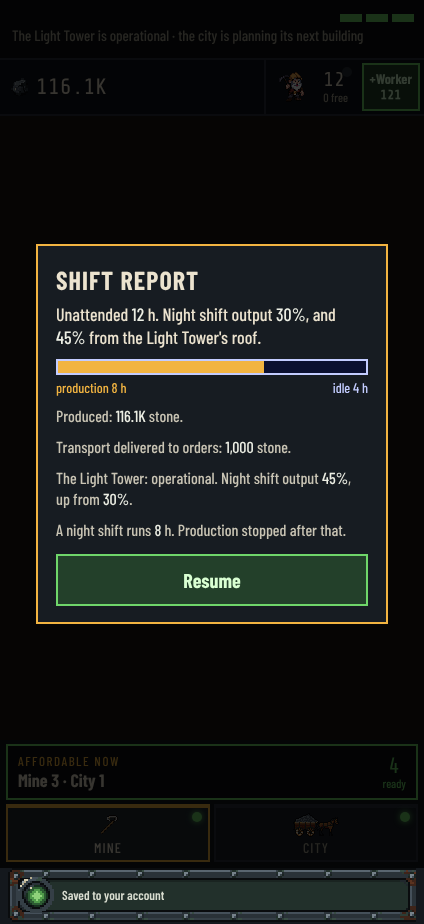 The Light Tower is operational · the city is planning its next building
116.1K
12
0 free
+Worker
121
SHIFT REPORT
Unattended 12 h. Night shift output 30%, and
45% from the Light Tower's roof.
production 8 h
idle 4 h
Produced: 116.1K stone.
Transport delivered to orders: 1,000 stone.
The Light Tower: operational. Night shift output 45%,
up from 30%.
A night shift runs 8 h. Production stopped after that.
Resume
AFFORDABLE NOW
Mine 3 · City 1
4
ready
MINE
CITY
Saved to your account